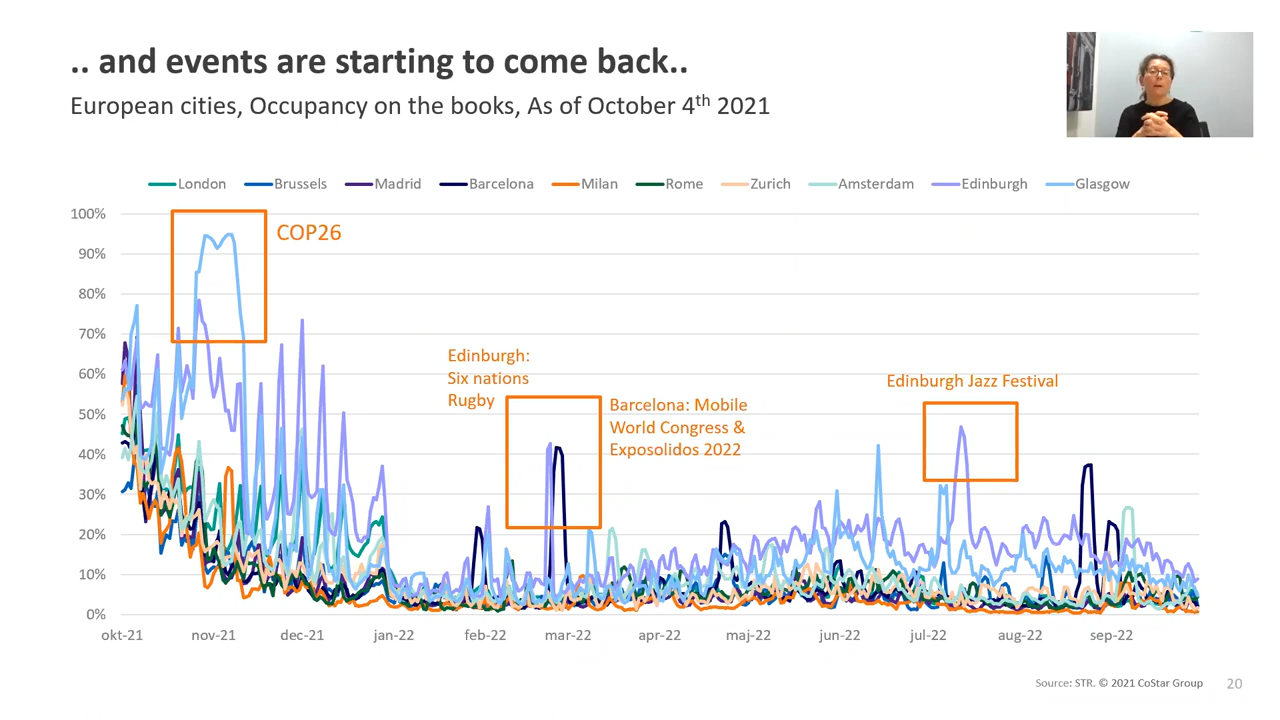 .. and events are starting to come back..
European cities, Occupancy on the books, As of October 4th 2021
London Brussels Madrid Barcelona Milan Rome Zurich Amsterdam Edinburgh Glasgow
100%
90%
80%
70%
60%
50%
40%
30%
20%
10%
0%
COP26
Edinburgh:
Six nations
Rugby
Barcelona: Mobile
World Congress &
Exposolidos 2022
Edinburgh Jazz Festival
okt-21 nov-21 dec-21 jan-22 feb-22 mar-22 apr-22 maj-22 jun-22 jul-22 aug-22 sep-22
Source: STR. © 2021 CoStar Group 20